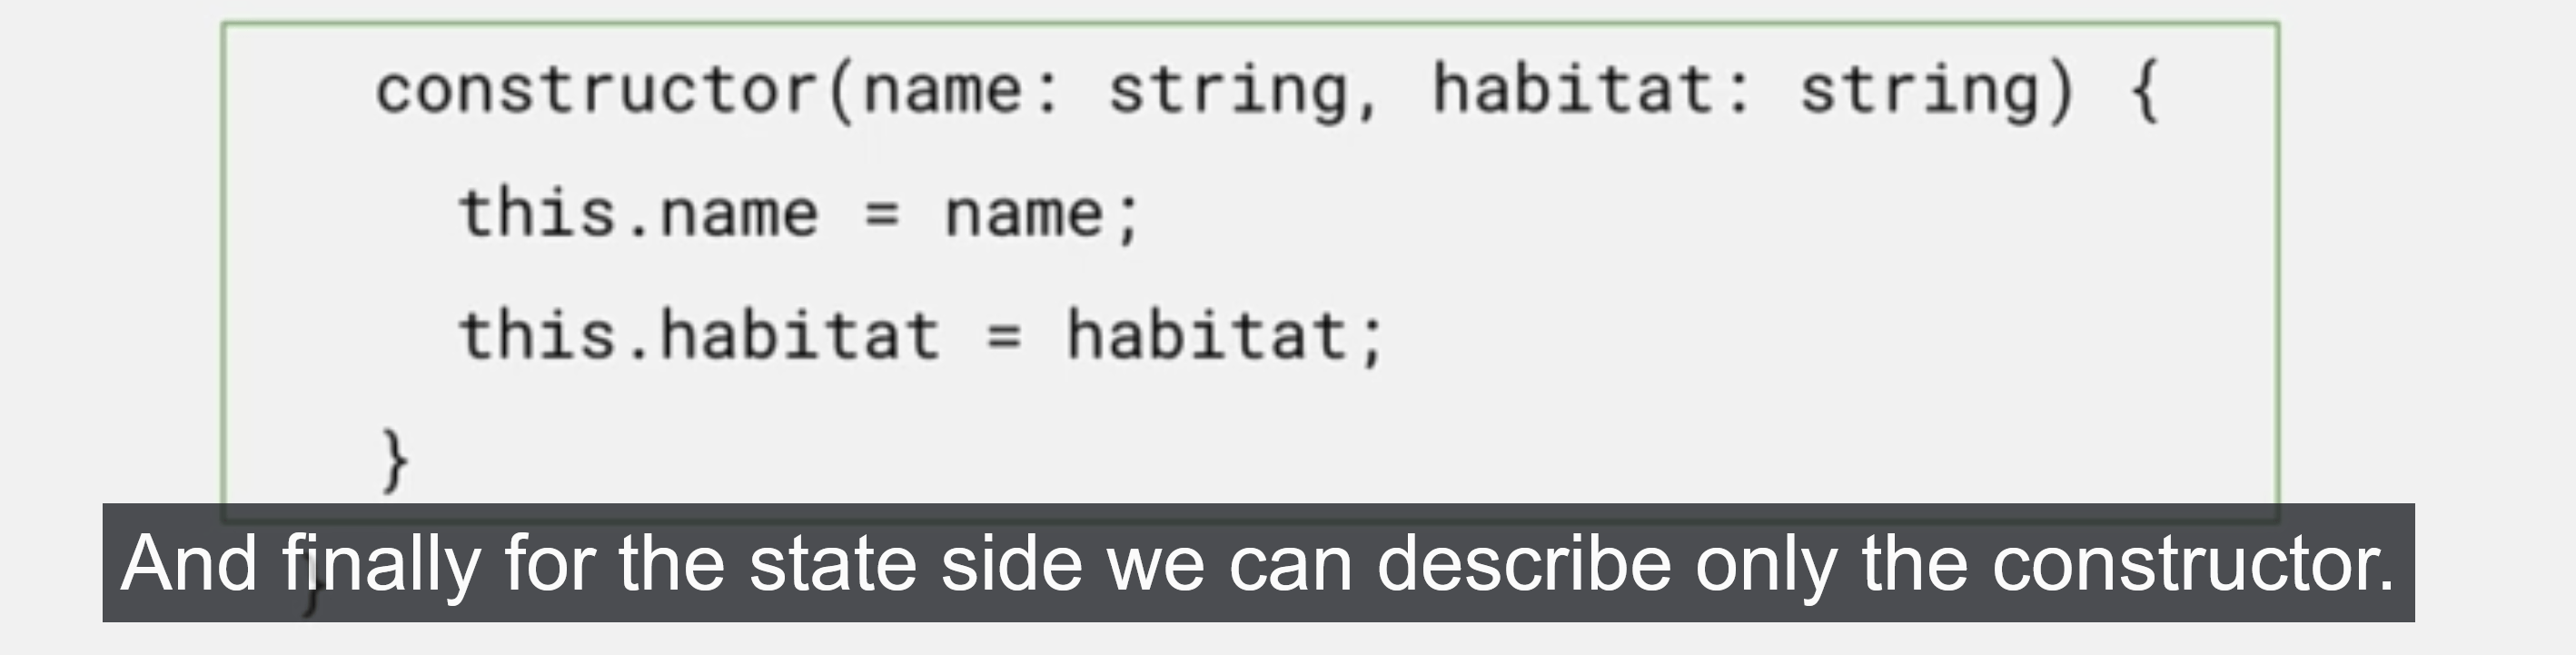 constructor(name: string, habitat: string) {
this.name = name;
this.habitat = habitat;
}
And finally for the state side we can describe only the constructor.
}